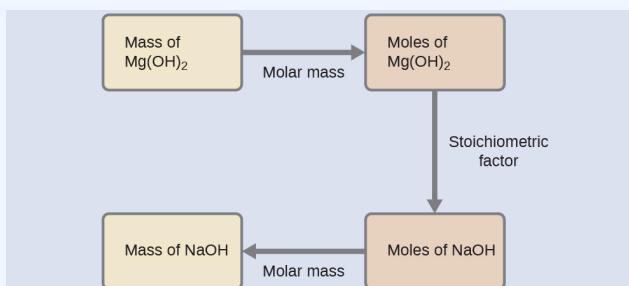 Mass of
Mg(OH)₂
Molar mass
Moles of
Mg(OH)₂
Stoichiometric
factor
Mass of NaOH
Molar mass
Moles of NaOH